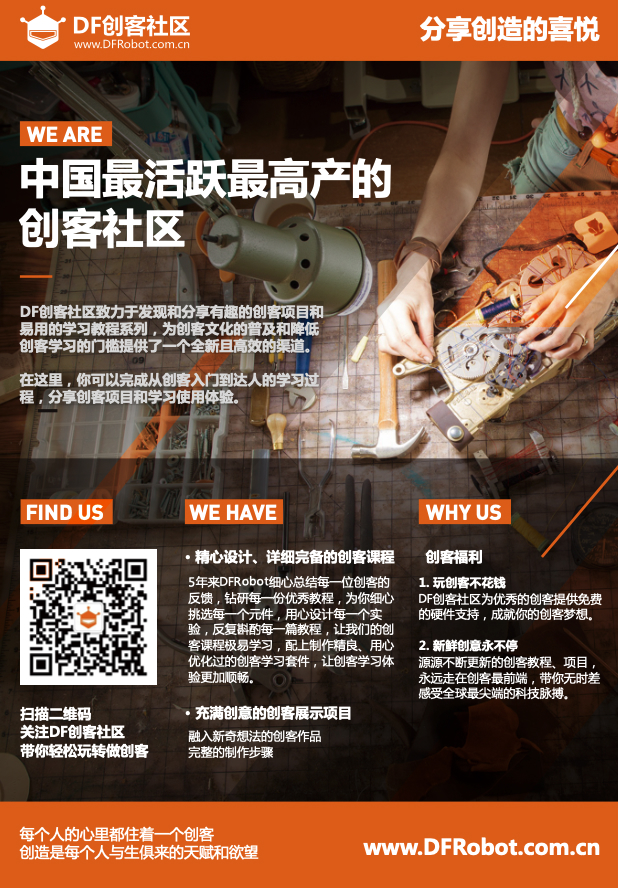 DF创客社区
www.DFRobot.com.cn
分享创造的喜悦
WE ARE
中国最活跃最高产的
创客社区
DF创客社区致力于发现和分享有趣的创客项目和
易用的学习教程系列，为创客文化的普及和降低
创客学习的门槛提供了一个全新且高效的渠道。
在这里，你可以完成从创客入门到达人的学习过
程，分享创客项目和学习使用体验。
FIND US
扫描二维码
关注DF创客社区
带你轻松玩转做创客
WE HAVE
· 精心设计、详细完备的创客课程
5年来DFRobot细心总结每一位创客的
反馈，钻研每一份优秀教程，为你细心
挑选每一个元件，用心设计每一个实
验，反复斟酌每一篇教程，让我们的创
客课程极易学习，配上制作精良、用心
优化过的创客学习套件，让创客学习体
验更加顺畅。
· 充满创意的创客展示项目
融入新奇想法的创客作品
完整的制作步骤
WHY US
创客福利
1. 玩创客不花钱
DF创客社区为优秀的创客提供免费
的硬件支持，成就你的创客梦想。
2. 新鲜创意永不停
源源不断更新的创客教程、项目，
永远走在创客最前端，带你无时差
感受全球最尖端的科技脉搏。
每个人的心里都住着一个创客
创造是每个人与生俱来的天赋和欲望
www.DFRobot.com.cn